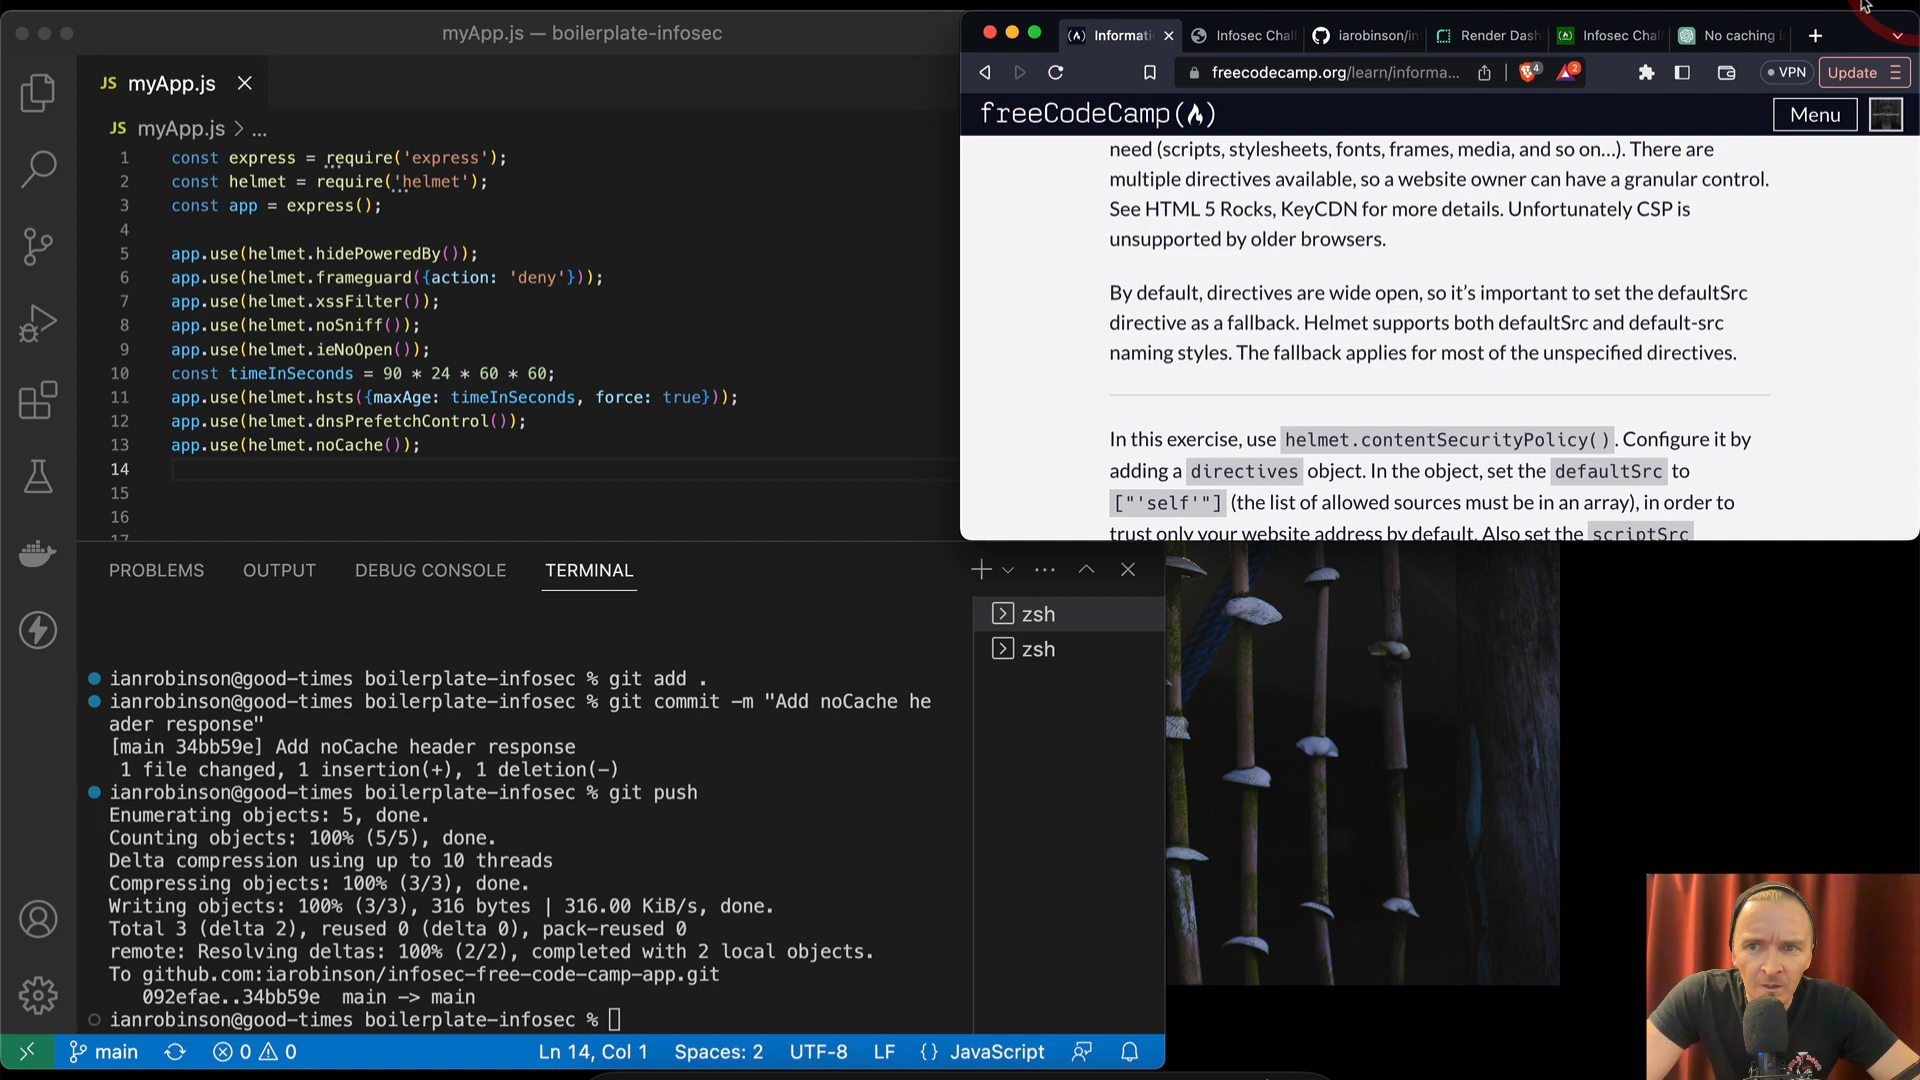 myApp.js — boilerplate-infosec
JS myApp.js
JS myApp.js > ...
1 const express = require('express');
2 const helmet = require('helmet');
3 const app = express();
4
5 app.use(helmet.hidePoweredBy());
6 app.use(helmet.frameguard({action: 'deny'}));
7 app.use(helmet.xssFilter());
8 app.use(helmet.noSniff());
9 app.use(helmet.ieNoOpen());
10 const timeInSeconds = 90 * 24 * 60 * 60;
11 app.use(helmet.hsts({maxAge: timeInSeconds, force: true}));
12 app.use(helmet.dnsPrefetchControl());
13 app.use(helmet.noCache());
14
15
16
17
PROBLEMS OUTPUT DEBUG CONSOLE TERMINAL
zsh
zsh
ianrobinson@good-times boilerplate-infosec % git add .
ianrobinson@good-times boilerplate-infosec % git commit -m "Add noCache he
ader response"
[main 34bb59e] Add noCache header response
1 file changed, 1 insertion(+), 1 deletion(-)
ianrobinson@good-times boilerplate-infosec % git push
Enumerating objects: 5, done.
Counting objects: 100% (5/5), done.
Delta compression using up to 10 threads
Compressing objects: 100% (3/3), done.
Writing objects: 100% (3/3), 316 bytes | 316.00 KiB/s, done.
Total 3 (delta 2), reused 0 (delta 0), pack-reused 0
remote: Resolving deltas: 100% (2/2), completed with 2 local objects.
To github.com:iarobinson/infosec-free-code-camp-app.git
092efae..34bb59e main -> main
ianrobinson@good-times boilerplate-infosec %
main 0 0 Ln 14, Col 1 Spaces: 2 UTF-8 LF {} JavaScript
Informati Infosec Chal iarobinson/in Render Dash Infosec Chal No caching i
freecodecamp.org/learn/informa... 4 2 VPN Update
freeCodeCamp Menu
need (scripts, stylesheets, fonts, frames, media, and so on…). There are
multiple directives available, so a website owner can have a granular control.
See HTML 5 Rocks, KeyCDN for more details. Unfortunately CSP is
unsupported by older browsers.
By default, directives are wide open, so it’s important to set the defaultSrc
directive as a fallback. Helmet supports both defaultSrc and default-src
naming styles. The fallback applies for most of the unspecified directives.
In this exercise, use helmet.contentSecurityPolicy(). Configure it by
adding a directives object. In the object, set the defaultSrc to
["'self'"] (the list of allowed sources must be in an array), in order to
trust only your website address by default. Also set the scriptSrc